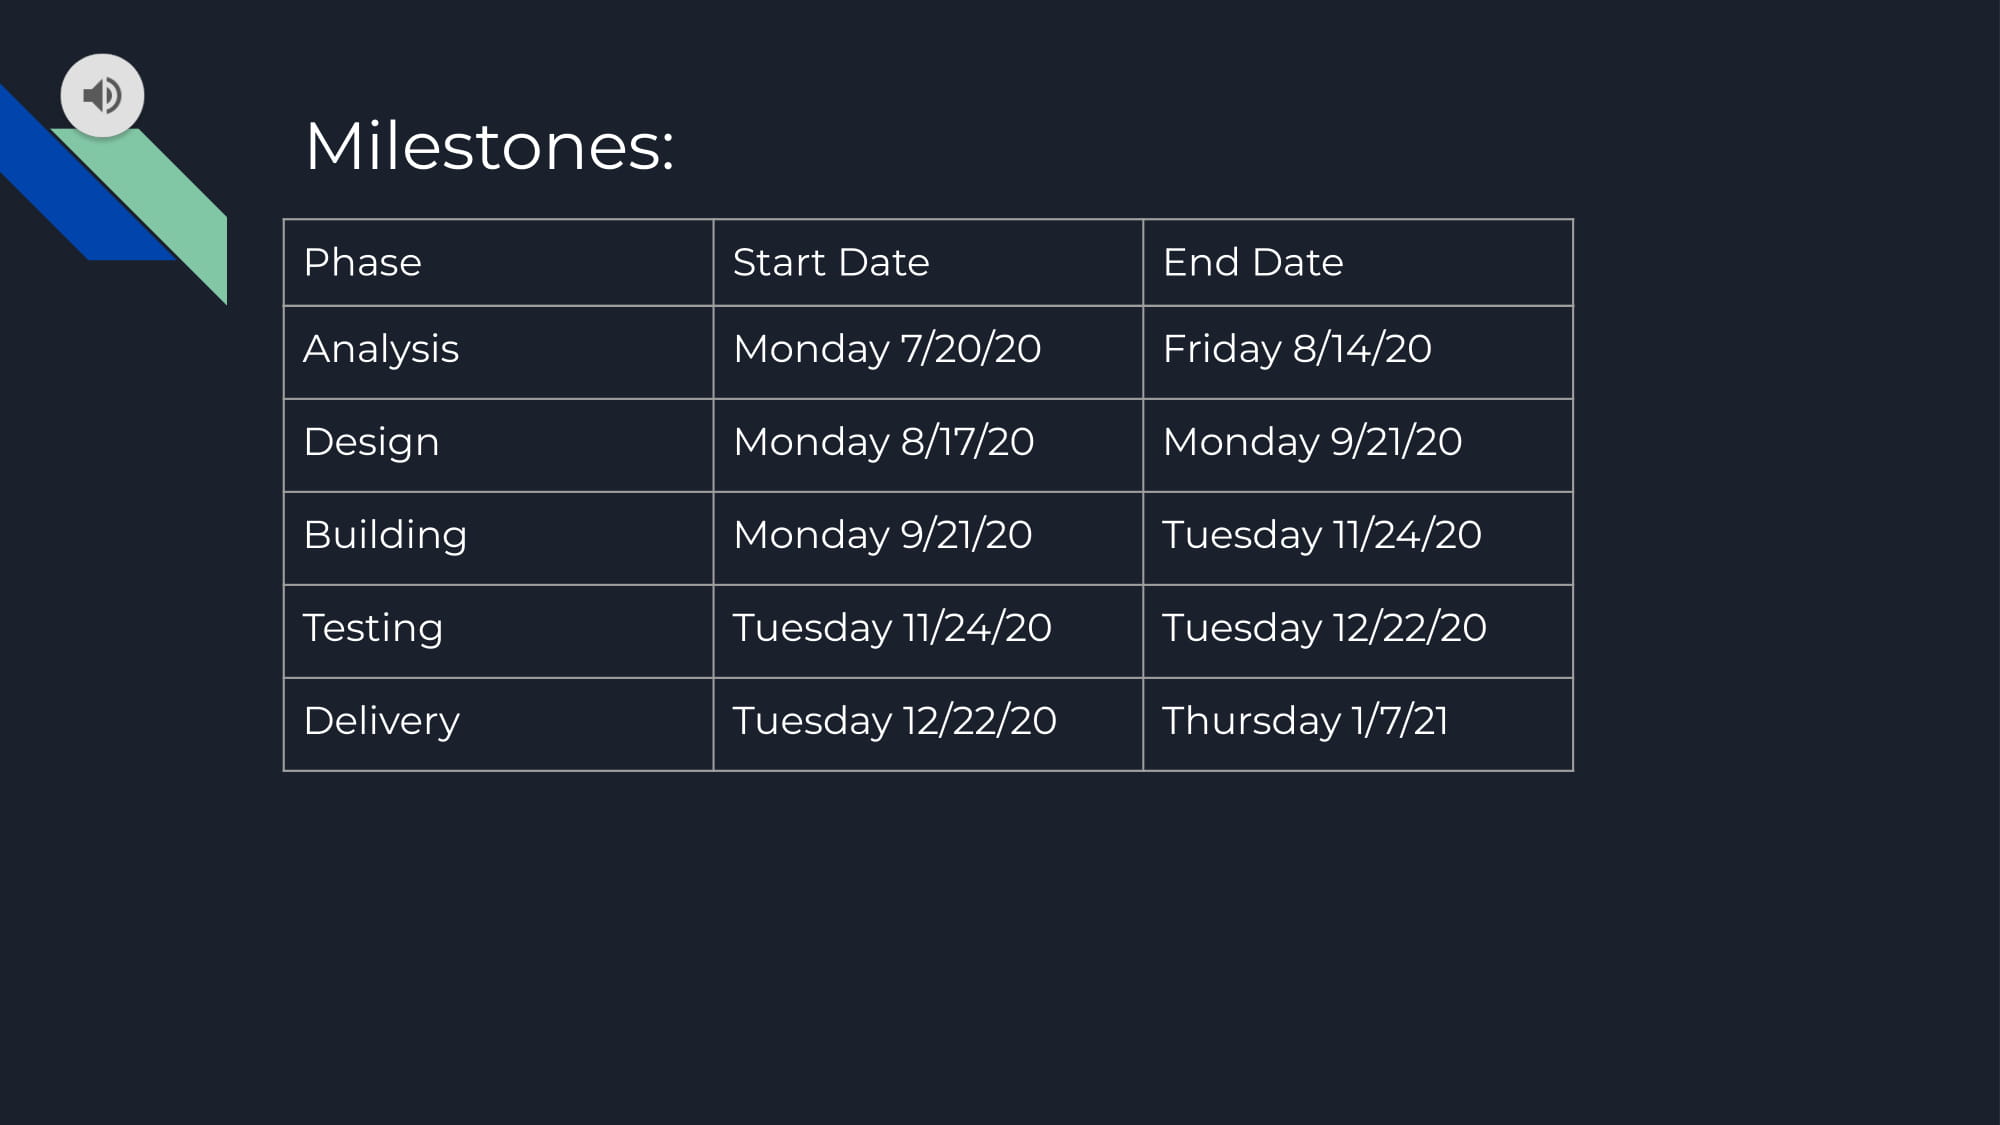 Milestones:
Phase Start Date End Date
Analysis Monday 7/20/20 Friday 8/14/20
Design Monday 8/17/20 Monday 9/21/20
Building Monday 9/21/20 Tuesday 11/24/20
Testing Tuesday 11/24/20 Tuesday 12/22/20
Delivery Tuesday 12/22/20 Thursday 1/7/21